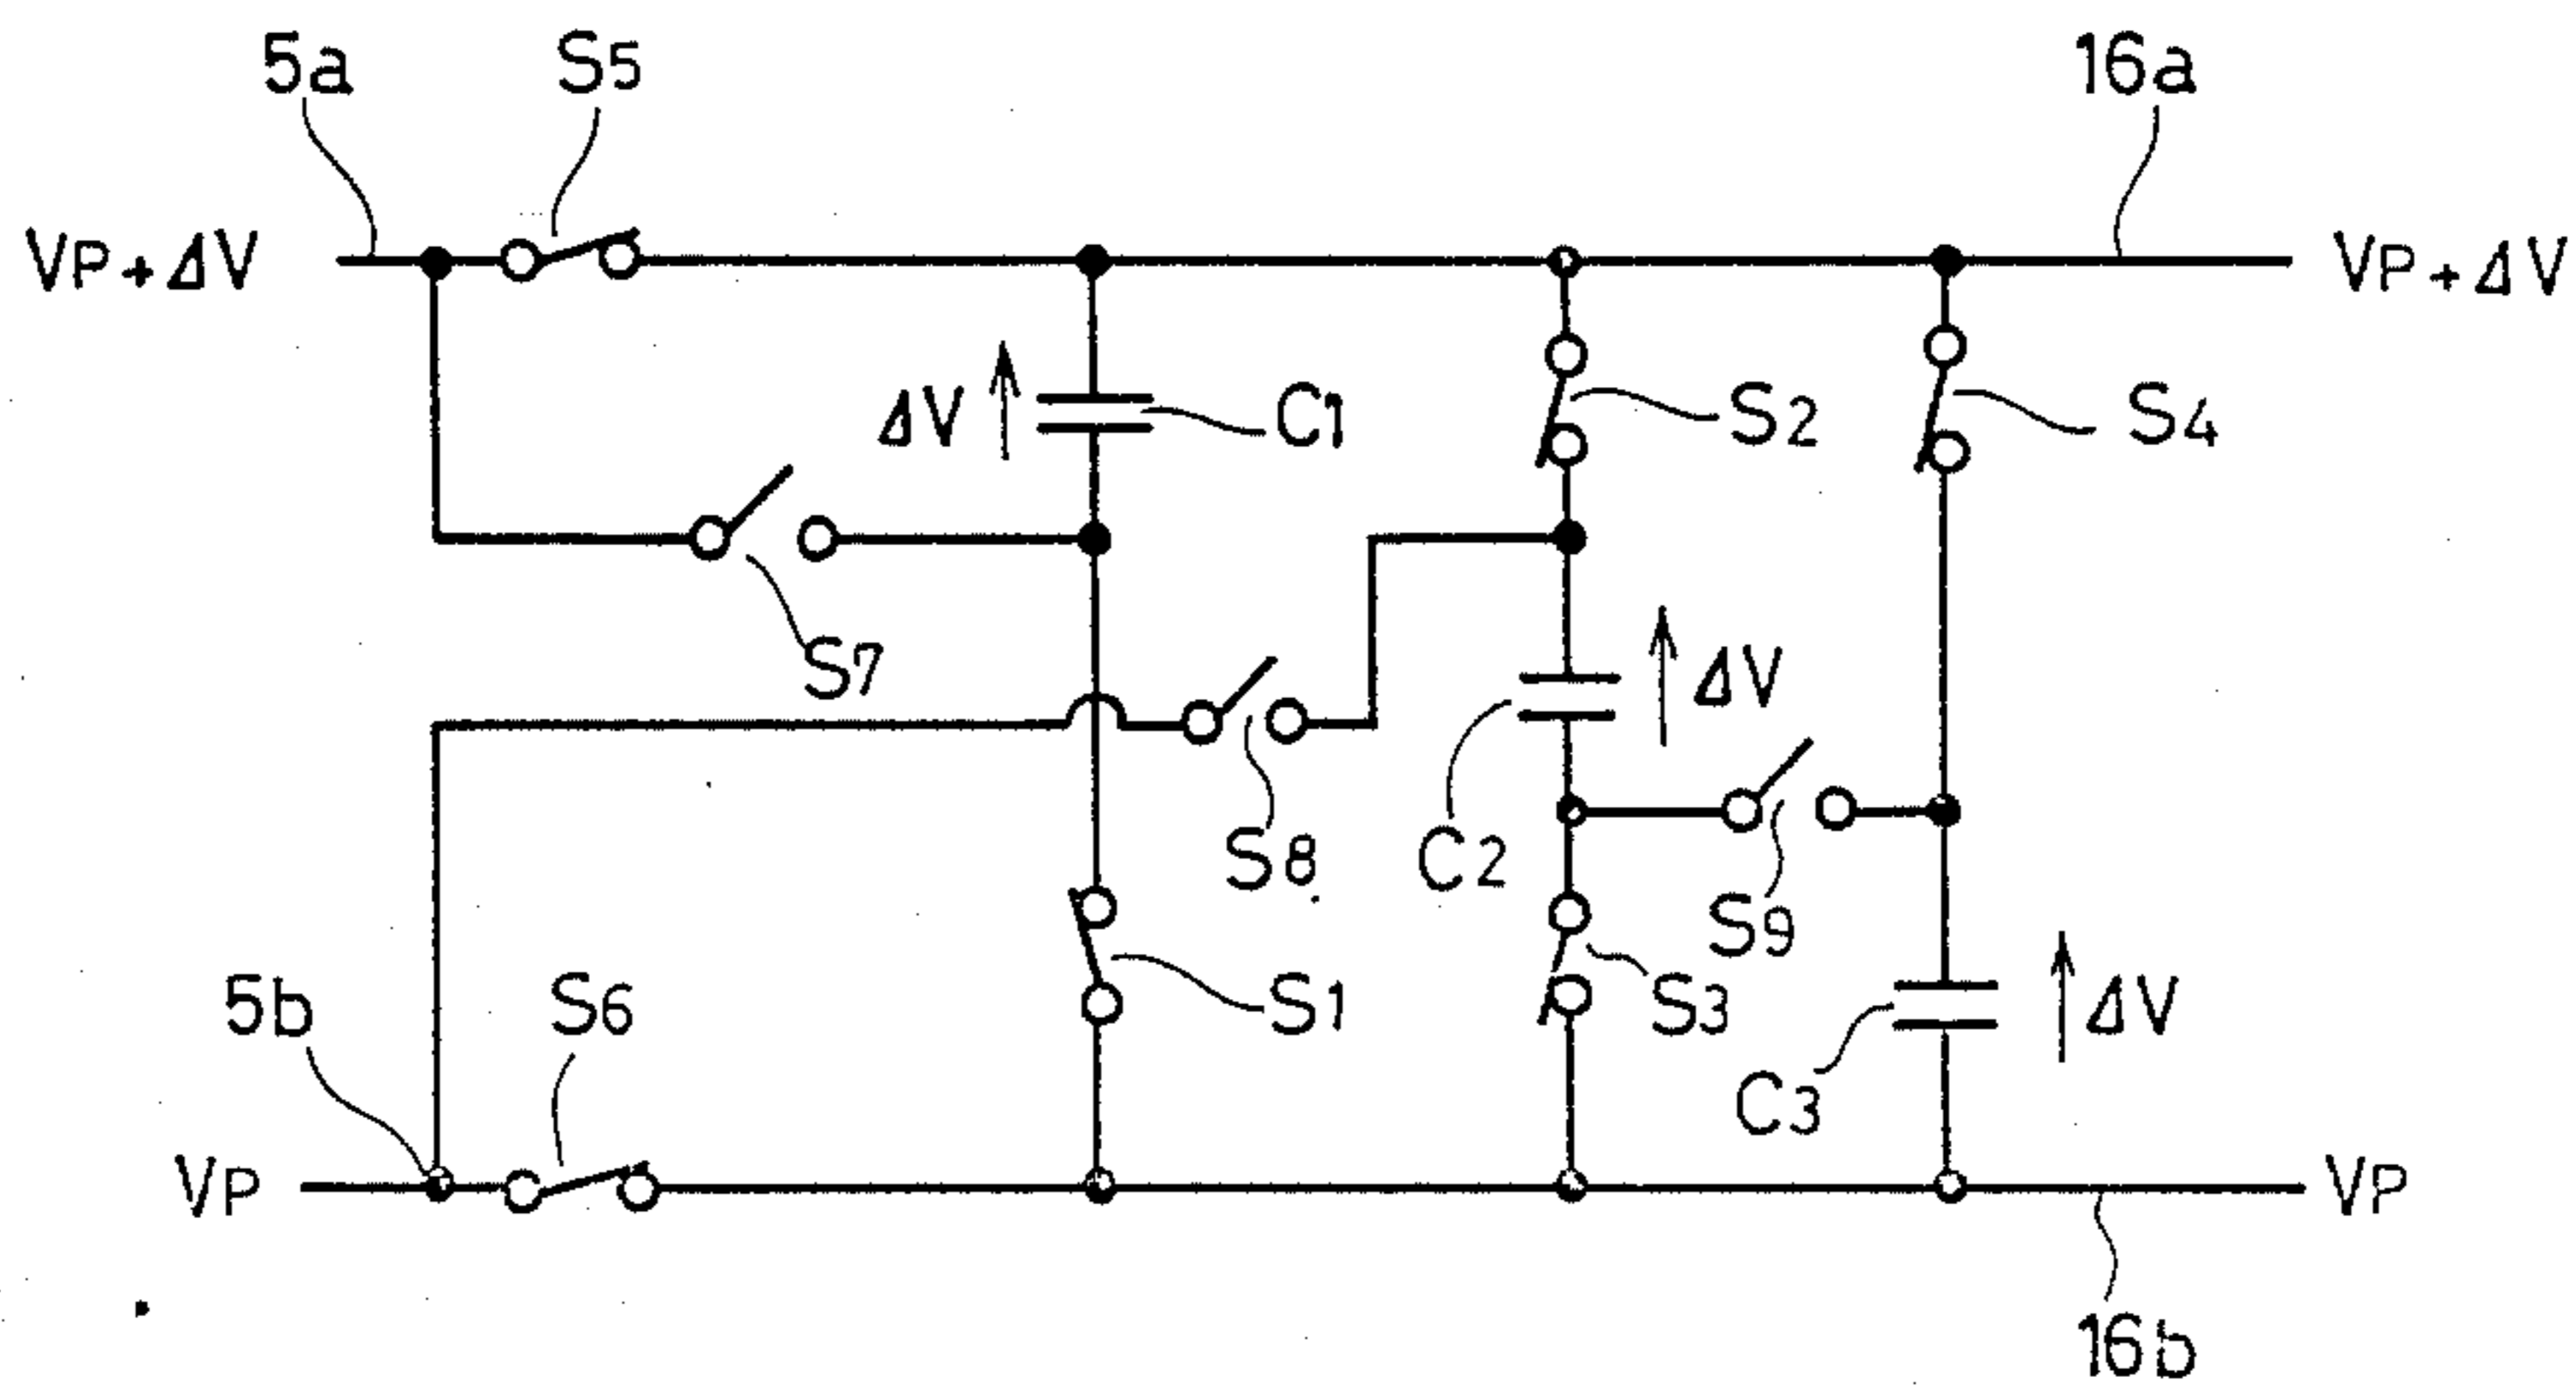 5a
S5
16a
VP+ΔV
VP+ΔV
ΔV
C1
S2
S4
S7
ΔV
S8
C2
S9
5b
S6
S1
S3
ΔV
C3
VP
VP
16b